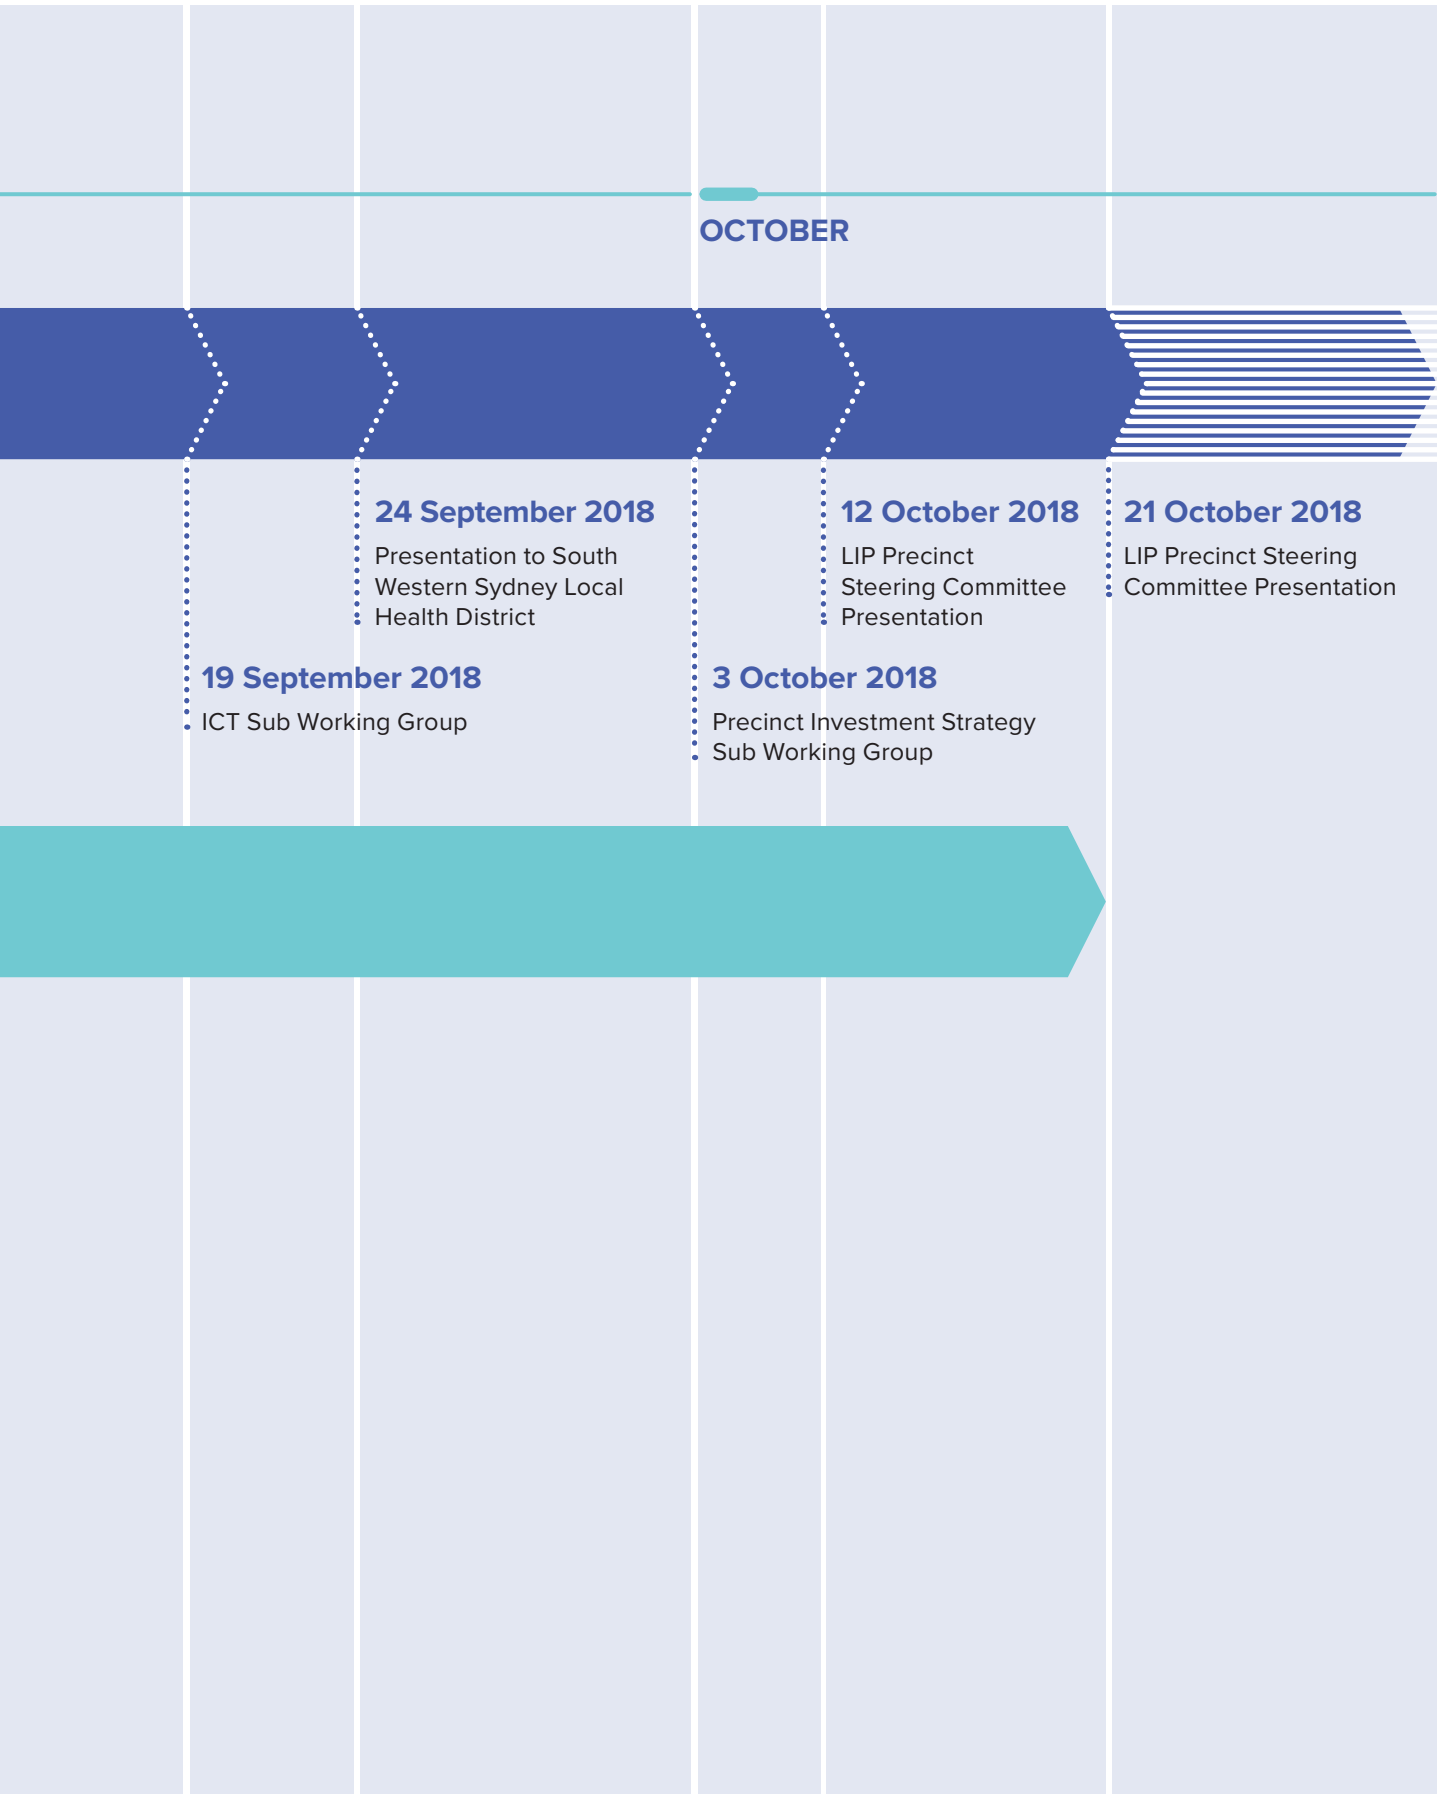 OCTOBER
24 September 2018
Presentation to South
Western Sydney Local
Health District
12 October 2018
LIP Precinct
Steering Committee
Presentation
21 October 2018
LIP Precinct Steering
Committee Presentation
19 September 2018
ICT Sub Working Group
3 October 2018
Precinct Investment Strategy
Sub Working Group